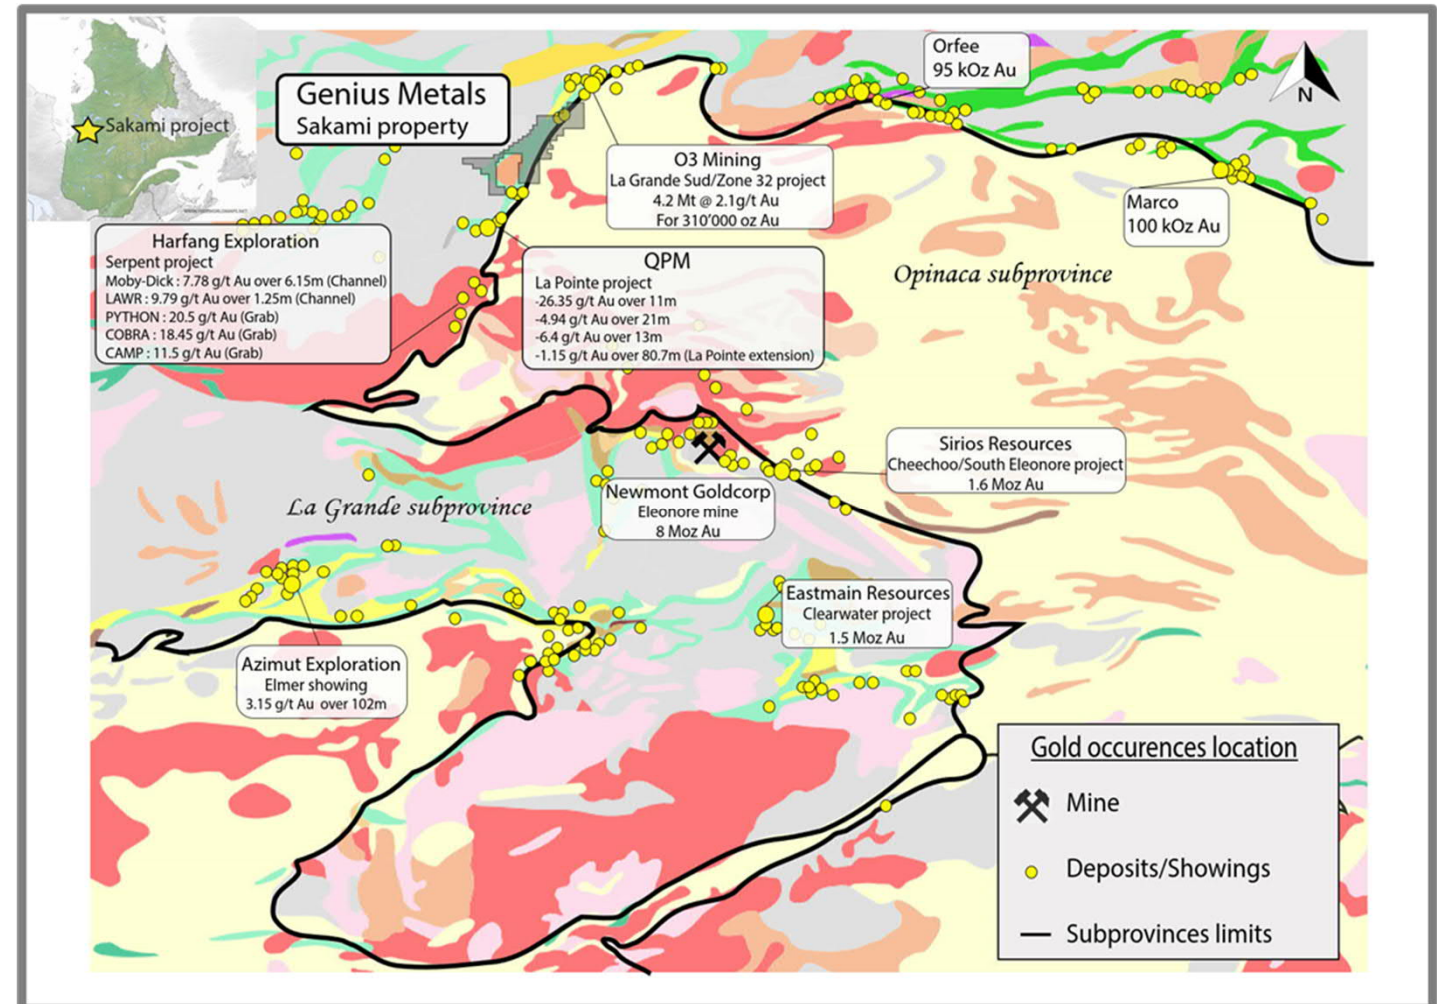 Sakami project
Genius Metals
Sakami property
Orfee
95 kOz Au
N
O3 Mining
La Grande Sud/Zone 32 project
4.2 Mt @ 2.1g/t Au
For 310'000 oz Au
Marco
100 kOz Au
Harfang Exploration
Serpent project
Moby-Dick : 7.78 g/t Au over 6.15m (Channel)
LAWR : 9.79 g/t Au over 1.25m (Channel)
PYTHON : 20.5 g/t Au (Grab)
COBRA : 18.45 g/t Au (Grab)
CAMP : 11.5 g/t Au (Grab)
QPM
La Pointe project
-26.35 g/t Au over 11m
-4.94 g/t Au over 21m
-6.4 g/t Au over 13m
-1.15 g/t Au over 80.7m (La Pointe extension)
Opinaca subprovince
Sirios Resources
Cheechoo/South Eleonore project
1.6 Moz Au
La Grande subprovince
Newmont Goldcorp
Eleonore mine
8 Moz Au
Eastmain Resources
Clearwater project
1.5 Moz Au
Azimut Exploration
Elmer showing
3.15 g/t Au over 102m
Gold occurences location
Mine
Deposits/Showings
Subprovinces limits